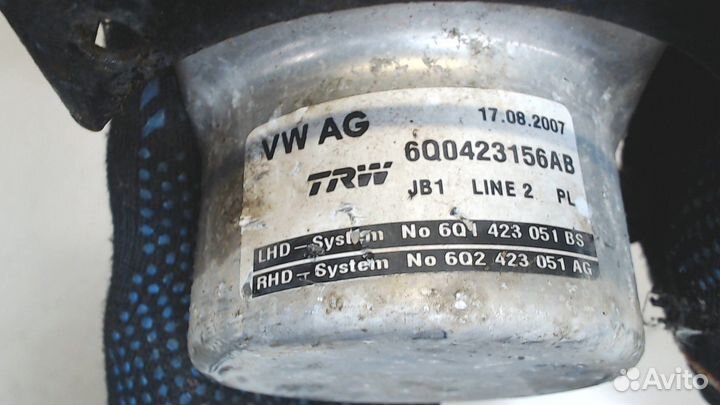 VW AG 17.08.2007
6Q0423156AB
TRW JB1 LINE 2 PL
LHD-System No 6Q1 423 051 BS
RHD-System No 6Q2 423 051 AG
Avito